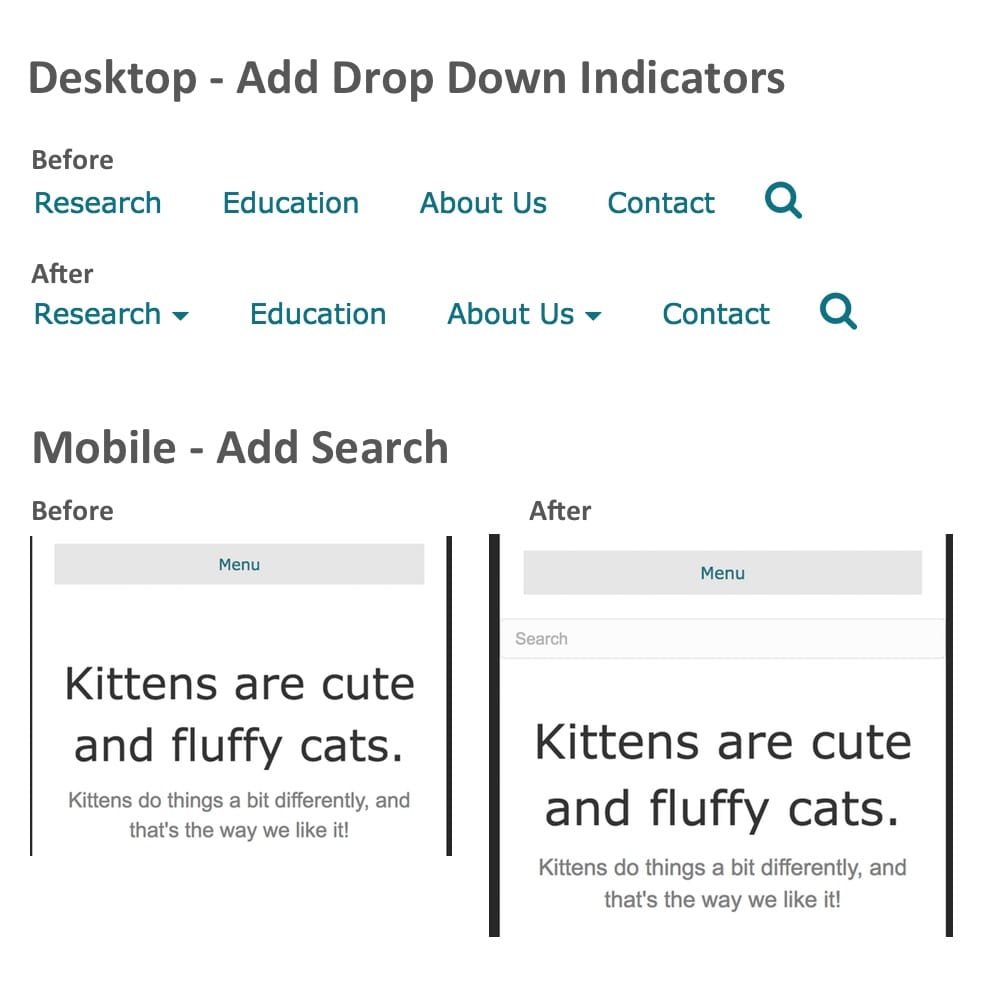 Desktop - Add Drop Down Indicators
Before
Research Education About Us Contact
After
Research Education About Us Contact
Mobile - Add Search
Before
Menu
Kittens are cute
and fluffy cats.
Kittens do things a bit differently, and
that's the way we like it!
After
Menu
Search
Kittens are cute
and fluffy cats.
Kittens do things a bit differently, and
that's the way we like it!